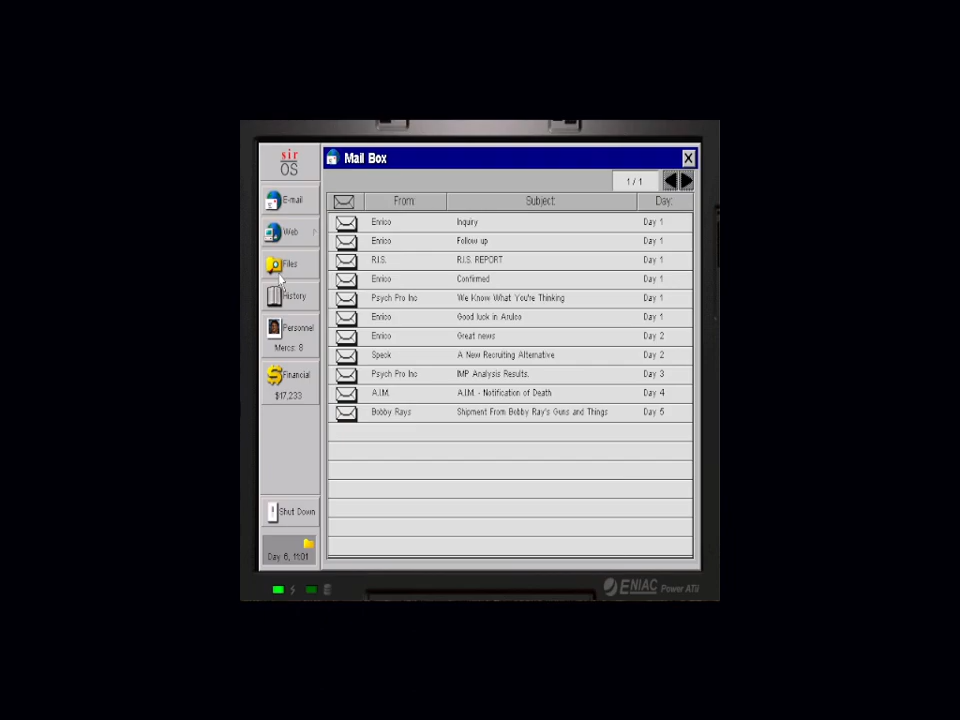 sir
OS
Mail Box
1 / 1
E-mail
Web
Files
History
Personnel
Mercs: 8
Financial
$17,233
Shut Down
Day 6, 11:01
From: Subject: Day:
Enrico Inquiry Day 1
Enrico Follow up Day 1
R.I.S. R.I.S. REPORT Day 1
Enrico Confirmed Day 1
Psych Pro Inc We Know What You're Thinking Day 1
Enrico Good luck in Arulco Day 1
Enrico Great news Day 2
Speck A New Recruiting Alternative Day 2
Psych Pro Inc IMP Analysis Results. Day 3
A.I.M. A.I.M. - Notification of Death Day 4
Bobby Rays Shipment From Bobby Ray's Guns and Things Day 5
ENIAC Power ATii